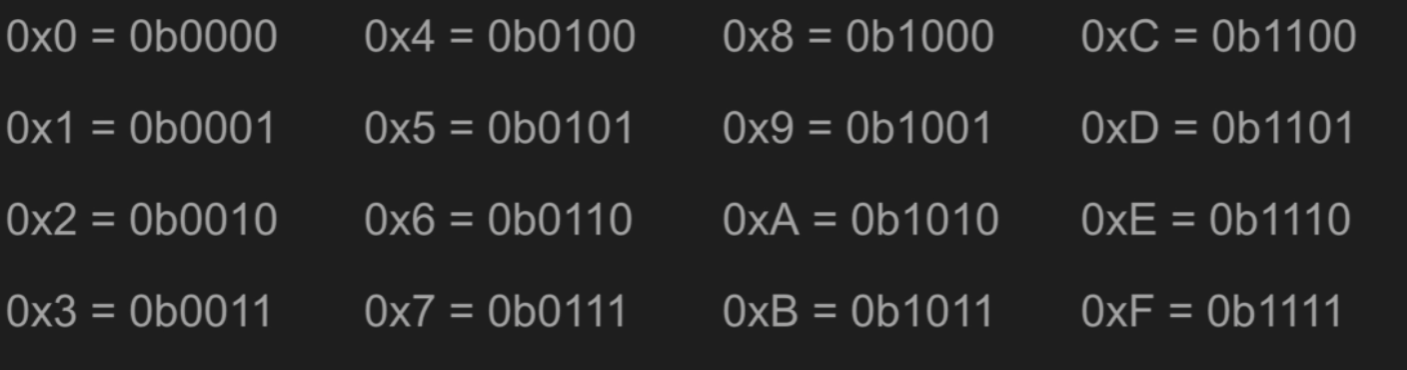 0x0 = 0b0000 0x4 = 0b0100 0x8 = 0b1000 0xC = 0b1100
0x1 = 0b0001 0x5 = 0b0101 0x9 = 0b1001 0xD = 0b1101
0x2 = 0b0010 0x6 = 0b0110 0xA = 0b1010 0xE = 0b1110
0x3 = 0b0011 0x7 = 0b0111 0xB = 0b1011 0xF = 0b1111